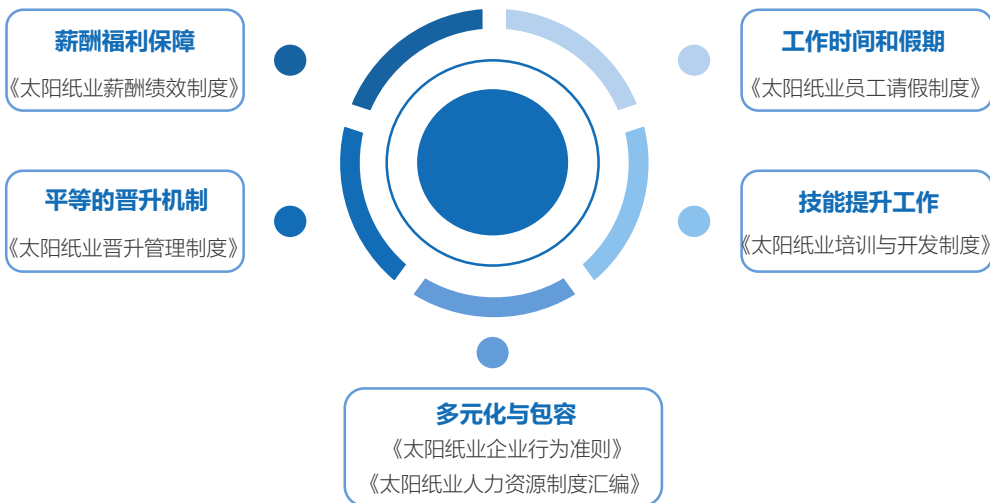 薪酬福利保障
《太阳纸业薪酬绩效制度》
工作时间和假期
《太阳纸业员工请假制度》
平等的晋升机制
《太阳纸业晋升管理制度》
技能提升工作
《太阳纸业培训与开发制度》
多元化与包容
《太阳纸业企业行为准则》
《太阳纸业人力资源制度汇编》